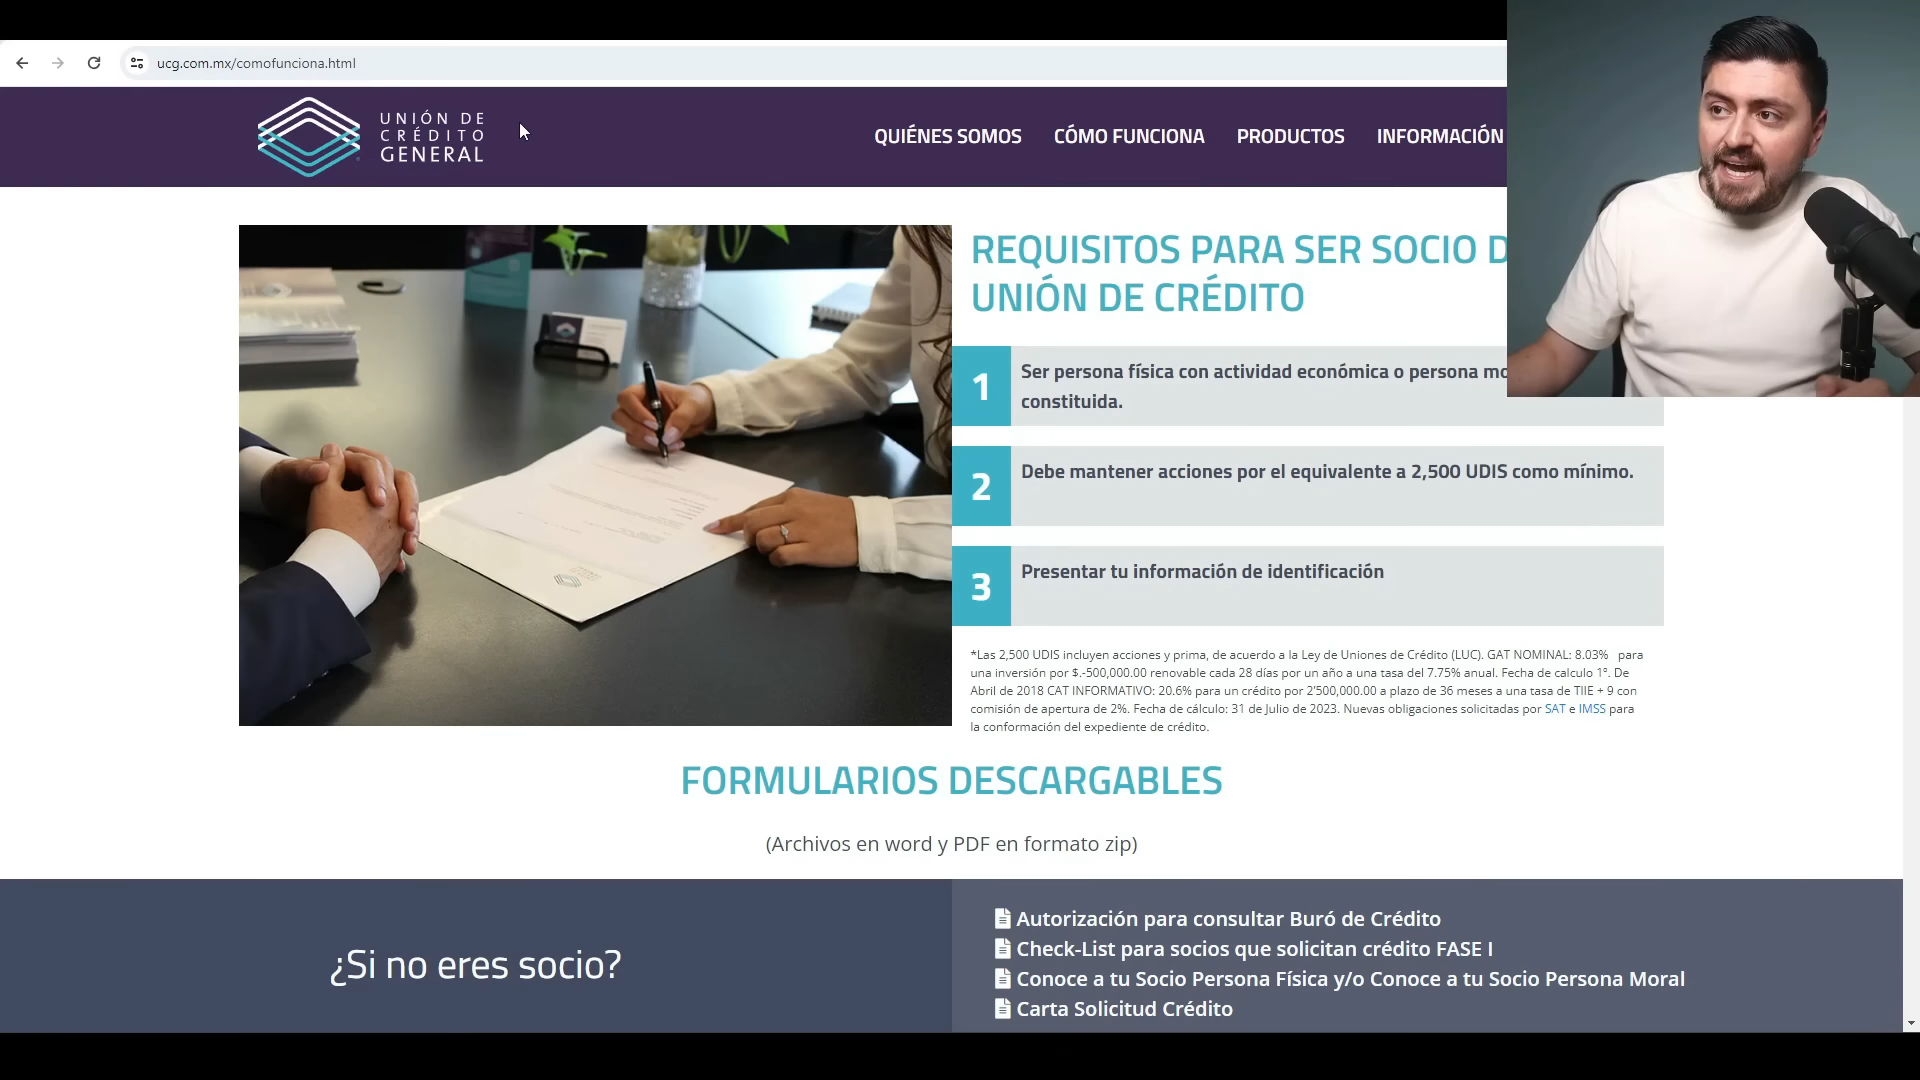 ucg.com.mx/comofunciona.html
UNIÓN DE
CRÉDITO
GENERAL
QUIÉNES SOMOS
CÓMO FUNCIONA
PRODUCTOS
INFORMACIÓN
REQUISITOS PARA SER SOCIO
UNIÓN DE CRÉDITO
1
Ser persona física con actividad económica o persona
constituida.
2
Debe mantener acciones por el equivalente a 2,500 UDIS como mínimo.
3
Presentar tu información de identificación
*Las 2,500 UDIS incluyen acciones y prima, de acuerdo a la Ley de Uniones de Crédito (LUC). GAT NOMINAL: 8.03% para
una inversión por $.-500,000.00 renovable cada 28 días por un año a una tasa del 7.75% anual. Fecha de calculo 1°. De
Abril de 2018 CAT INFORMATIVO: 20.6% para un crédito por 2'500,000.00 a plazo de 36 meses a una tasa de TIIE + 9 con
comisión de apertura de 2%. Fecha de cálculo: 31 de Julio de 2023. Nuevas obligaciones solicitadas por SAT e IMSS para
la conformación del expediente de crédito.
FORMULARIOS DESCARGABLES
(Archivos en word y PDF en formato zip)
¿Si no eres socio?
Autorización para consultar Buró de Crédito
Check-List para socios que solicitan crédito FASE I
Conoce a tu Socio Persona Física y/o Conoce a tu Socio Persona Moral
Carta Solicitud Crédito